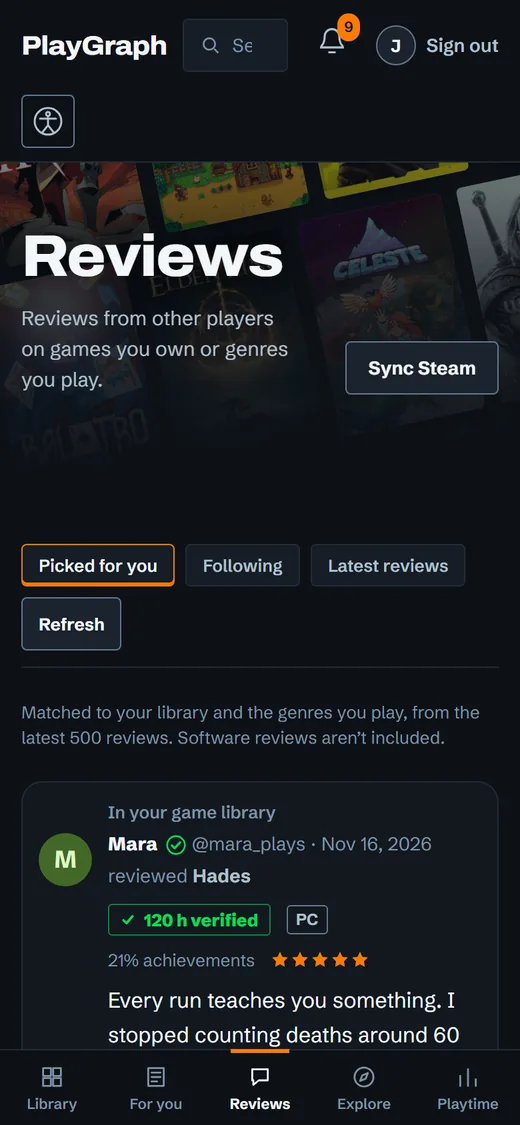 PlayGraph
Se
9
J
Sign out
CELESTE
ELDEN RING
Reviews
Reviews from other players
on games you own or genres
you play.
Sync Steam
BALATRO
Picked for you
Following
Latest reviews
Refresh
Matched to your library and the genres you play, from the
latest 500 reviews. Software reviews aren’t included.
In your game library
M
Mara @mara_plays · Nov 16, 2026
reviewed Hades
120 h verified
PC
21% achievements
Every run teaches you something. I
stopped counting deaths around 60
Library
For you
Reviews
Explore
Playtime